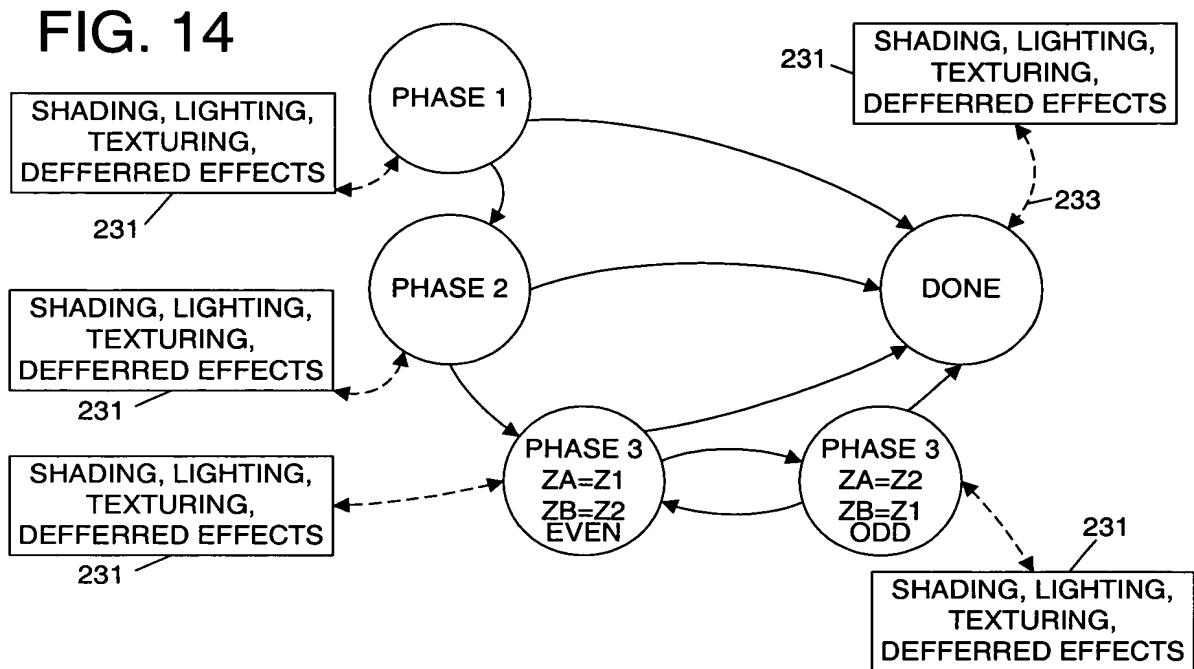 FIG. 14
SHADING, LIGHTING,
TEXTURING,
DEFFERRED EFFECTS
231
PHASE 1
231
SHADING, LIGHTING,
TEXTURING,
DEFFERRED EFFECTS
233
PHASE 2
DONE
SHADING, LIGHTING,
TEXTURING,
DEFFERRED EFFECTS
231
SHADING, LIGHTING,
TEXTURING,
DEFFERRED EFFECTS
231
PHASE 3
ZA=Z1
ZB=Z2
EVEN
PHASE 3
ZA=Z2
ZB=Z1
ODD
231
SHADING, LIGHTING,
TEXTURING,
DEFFERRED EFFECTS